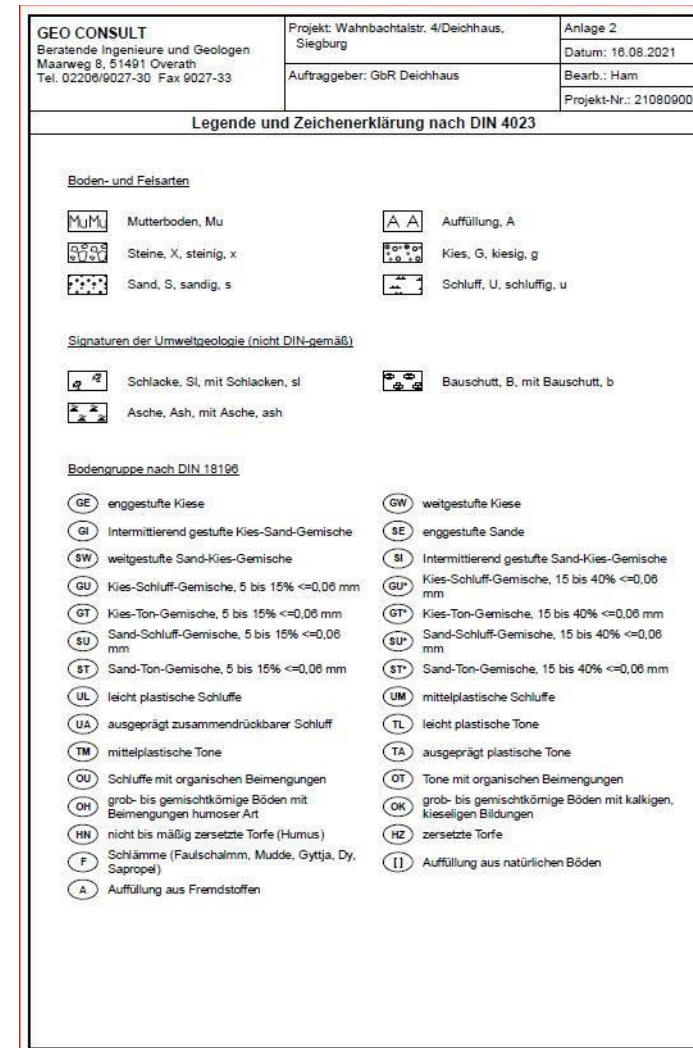 GEO CONSULT
Beratende Ingenieure und Geologen
Maarweg 8, 51491 Overath
Tel. 02206/9027-30 Fax 9027-33
Projekt: Wahnbachtalstr. 4/Deichhaus,
Siegburg
Auftraggeber: GbR Deichhaus
Anlage 2
Datum: 16.08.2021
Bearb.: Ham
Projekt-Nr.: 21080900
Legende und Zeichenerklärung nach DIN 4023
Boden- und Felsarten
MuMu Mutterboden, Mu
A A Auffüllung, A
Steine, X, steinig, x
Kies, G, kiesig, g
Sand, S, sandig, s
Schluff, U, schluffig, u
Signaturen der Umweltgeologie (nicht DIN-gemäß)
Schlacke, Sl, mit Schlacken, sl
Bauschutt, B, mit Bauschutt, b
Asche, Ash, mit Asche, ash
Bodengruppe nach DIN 18196
GE enggestufte Kiese
GW weitgestufte Kiese
GI Intermittierend gestufte Kies-Sand-Gemische
SE enggestufte Sande
SW weitgestufte Sand-Kies-Gemische
SI Intermittierend gestufte Sand-Kies-Gemische
GU Kies-Schluff-Gemische, 5 bis 15% <=0,06 mm
GU* Kies-Schluff-Gemische, 15 bis 40% <=0,06
mm
GT Kies-Ton-Gemische, 5 bis 15% <=0,06 mm
GT* Kies-Ton-Gemische, 15 bis 40% <=0,06 mm
SU Sand-Schluff-Gemische, 5 bis 15% <=0,06
mm
SU* Sand-Schluff-Gemische, 15 bis 40% <=0,06
mm
ST Sand-Ton-Gemische, 5 bis 15% <=0,06 mm
ST* Sand-Ton-Gemische, 15 bis 40% <=0,06 mm
UL leicht plastische Schluffe
UM mittelplastische Schluffe
UA ausgeprägt zusammendrückbarer Schluff
TL leicht plastische Tone
TM mittelplastische Tone
TA ausgeprägt plastische Tone
OU Schluffe mit organischen Beimengungen
OT Tone mit organischen Beimengungen
OH grob- bis gemischtkörnige Böden mit
Beimengungen humoser Art
OK grob- bis gemischtkörnige Böden mit kalkigen,
kieseligen Bildungen
HN nicht bis mäßig zersetzte Torfe (Humus)
HZ zersetzte Torfe
F Schlämme (Faulschalmm, Mudde, Gyttja, Dy,
Sapropel)
[ ] Auffüllung aus natürlichen Böden
A Auffüllung aus Fremdstoffen